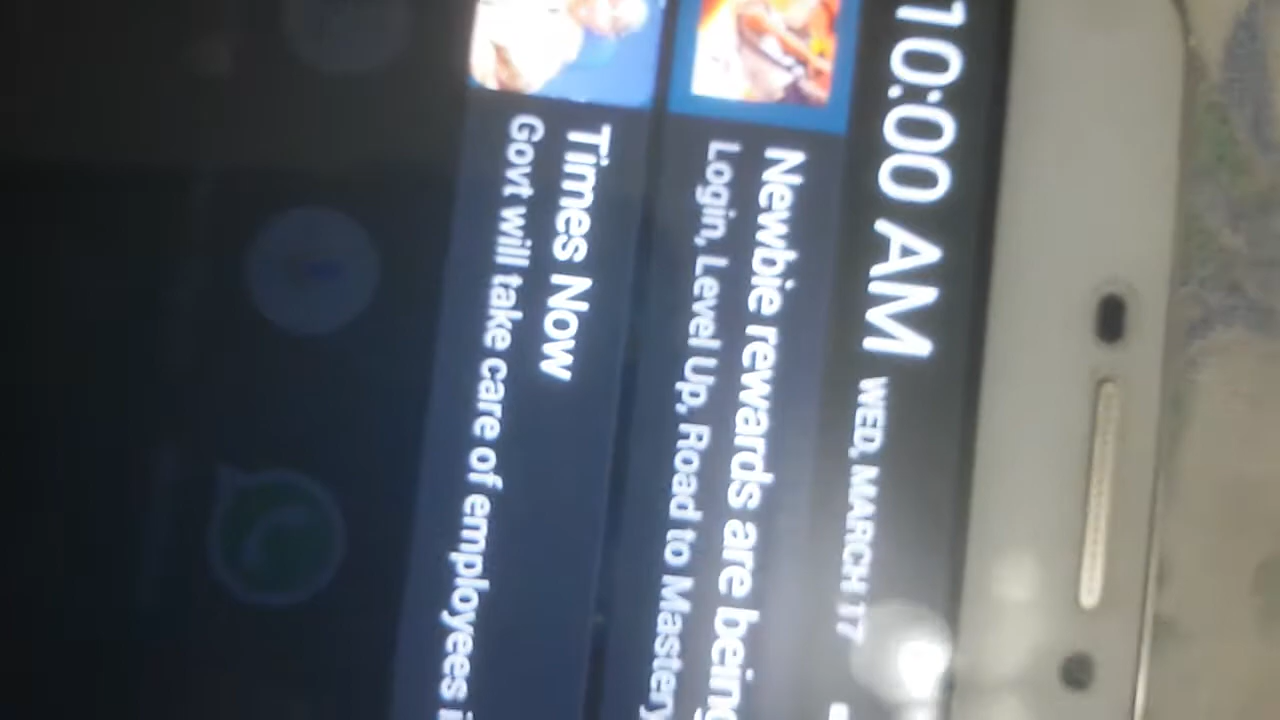 10:00 AM WED, MARCH 17
Newbie rewards are being
Login, Level Up, Road to Mastery
Times Now
Govt will take care of employees i